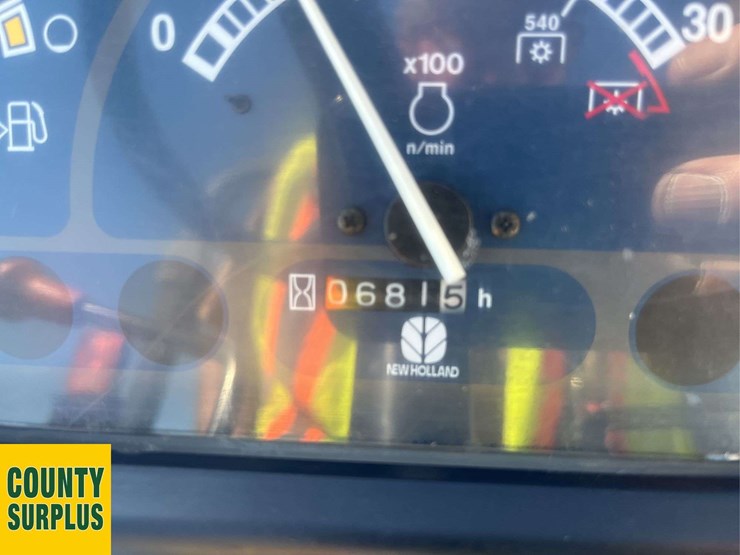 0
540
30
x100
n/min
06815 h
NEW HOLLAND
COUNTY
SURPLUS